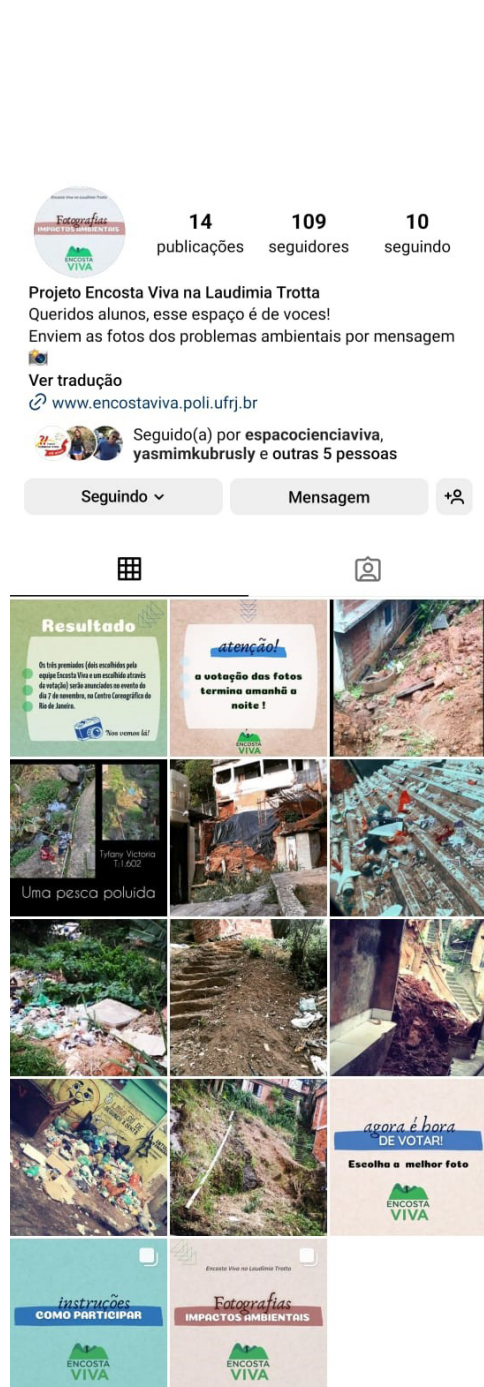 Encosta Viva na Laudimia Trotta
Fotografias
IMPACTOS AMBIENTAIS
ENCOSTA
VIVA
14
publicações
109
seguidores
10
seguindo
Projeto Encosta Viva na Laudimia Trotta
Queridos alunos, esse espaço é de voces!
Enviem as fotos dos problemas ambientais por mensagem
Ver tradução
www.encostaviva.poli.ufrj.br
Seguido(a) por espacocienciaviva,
yasmimkubrusly e outras 5 pessoas
Seguindo
Mensagem
Resultado
Os três premiados (dois escolhidos pela
equipe Encosta Viva e um escolhido através
da votação) serão anunciados no evento do
dia 7 de novembro, no Centro Coreográfico do
Rio de Janeiro.
Nos vemos lá!
atenção!
a votação das fotos
termina amanhã a
noite !
ENCOSTA
VIVA
Tyfany Victoria
T:1.602
Uma pesca poluida
agora é hora
DE VOTAR!
Escolha a melhor foto
ENCOSTA
VIVA
instruções
COMO PARTICIPAR
ENCOSTA
VIVA
Encosta Viva na Laudimia Trotta
Fotografias
IMPACTOS AMBIENTAIS
ENCOSTA
VIVA